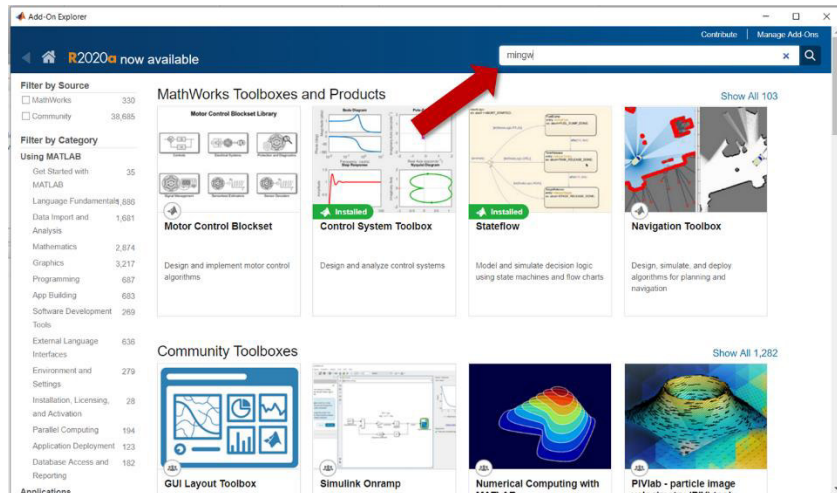 Add-On Explorer
Contribute
Manage Add-Ons
R2020a now available
mingw
Filter by Source
MathWorks 330
Community 38,685
Filter by Category
Using MATLAB
Get Started with MATLAB 35
Language Fundamentals 1,886
Data Import and Analysis 1,681
Mathematics 2,874
Graphics 3,217
Programming 687
App Building 683
Software Development Tools 269
External Language Interfaces 636
Environment and Settings 279
Installation, Licensing, and Activation 28
Parallel Computing 194
Application Deployment 123
Database Access and Reporting 182
Applications
MathWorks Toolboxes and Products
Show All 103
Motor Control Blockset Library
Motor Control Blockset
Design and implement motor control
algorithms
Installed
Control System Toolbox
Design and analyze control systems
Installed
Stateflow
Model and simulate decision logic
using state machines and flow charts
Navigation Toolbox
Design, simulate, and deploy
algorithms for planning and
navigation
Community Toolboxes
Show All 1,282
GUI Layout Toolbox
Simulink Onramp
Numerical Computing with
PIVlab - particle image